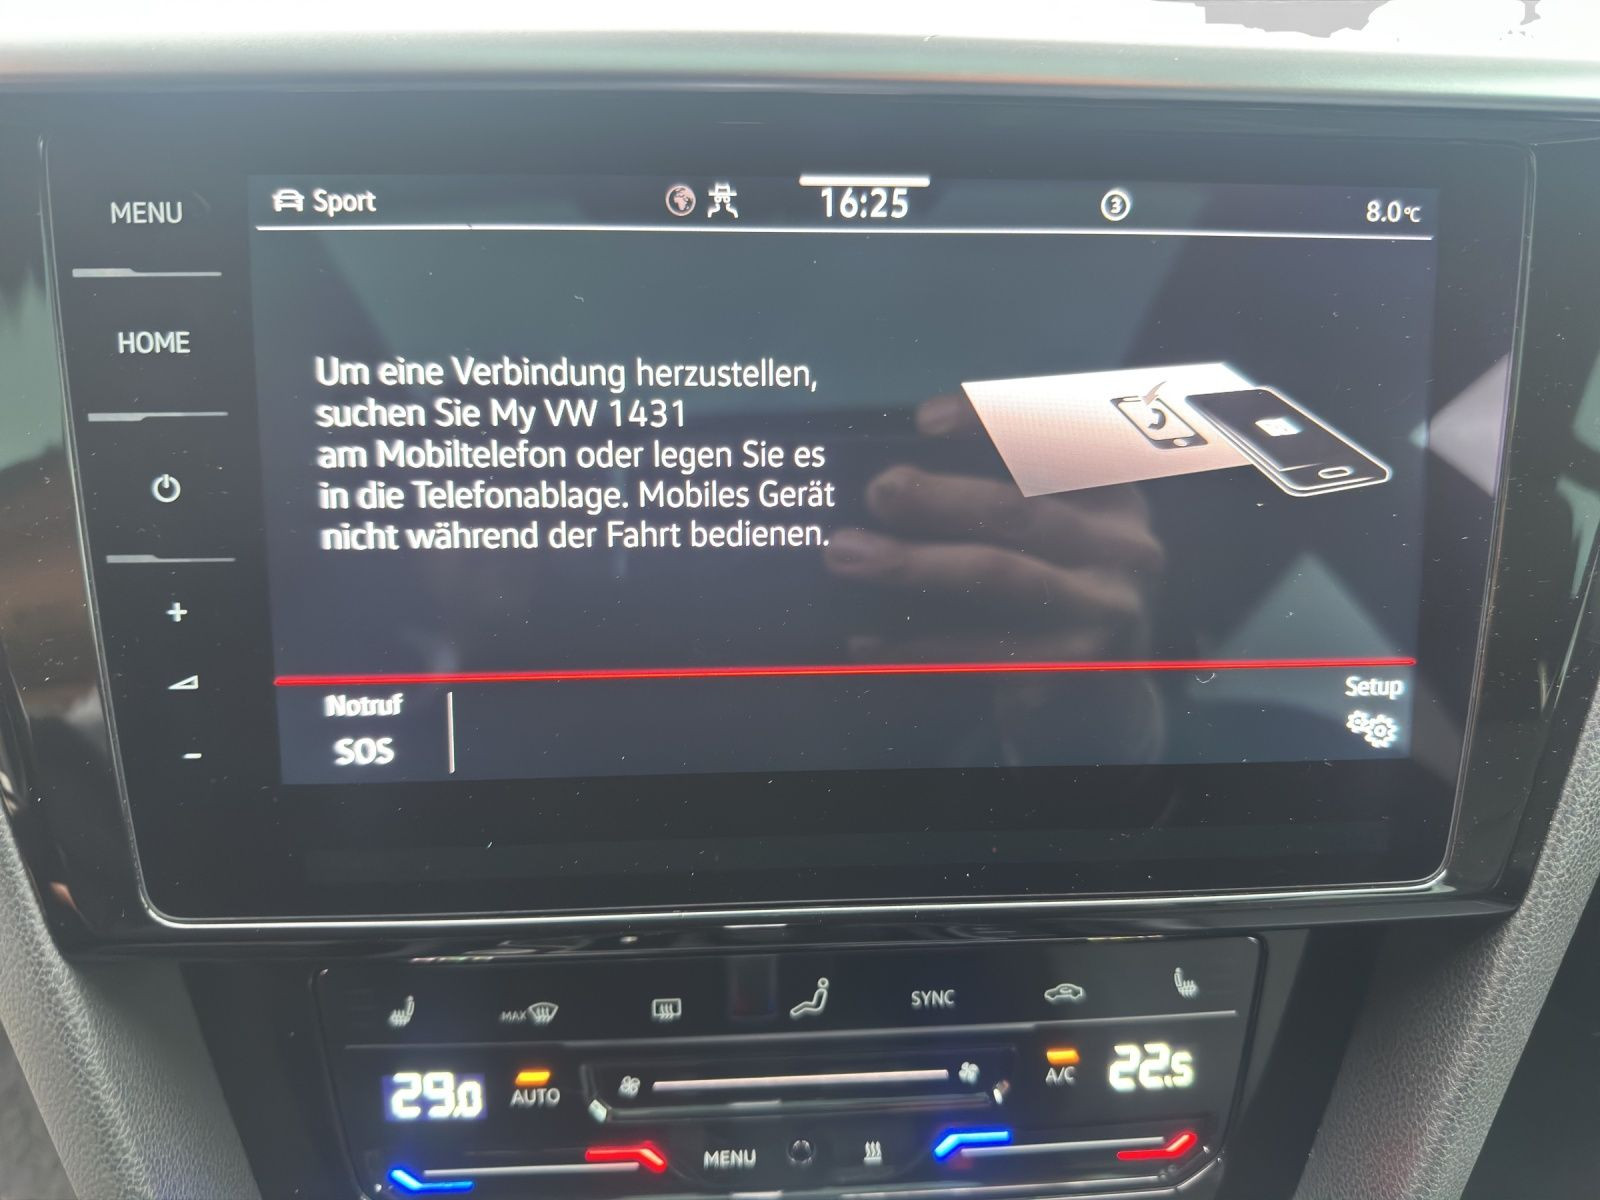 MENU
Sport
16:25
3
8.0°C
HOME
Um eine Verbindung herzustellen,
suchen Sie My VW 1431
am Mobiltelefon oder legen Sie es
in die Telefonablage. Mobiles Gerät
nicht während der Fahrt bedienen.
+
-
Notruf
SOS
Setup
MAX
SYNC
29.0
AUTO
A/C
22.5
MENU